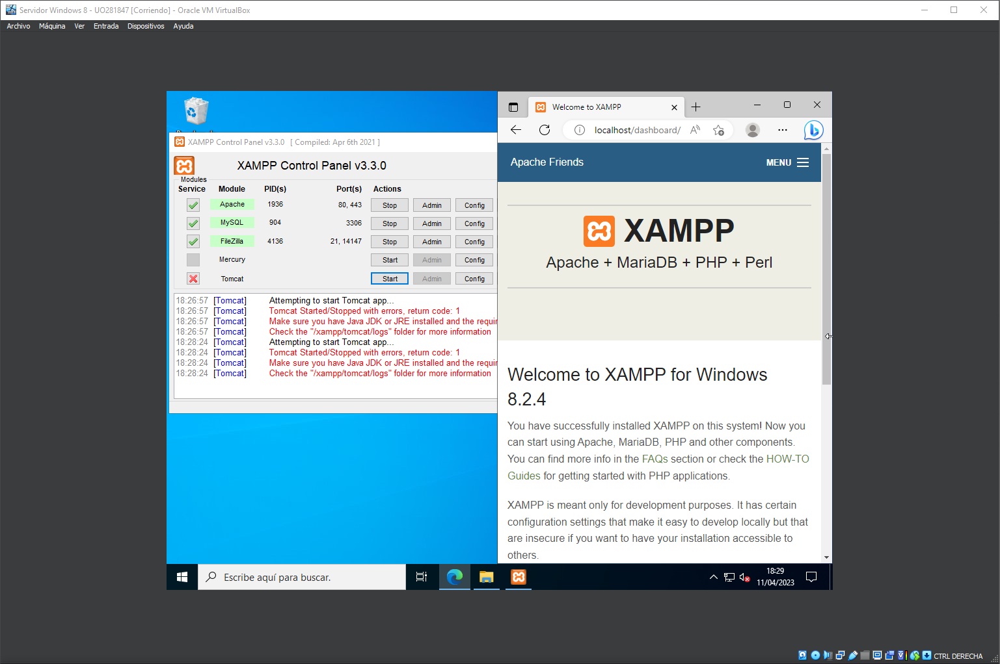 Servidor Windows 8 - UO281847 [Corriendo] - Oracle VM VirtualBox
Archivo Máquina Ver Entrada Dispositivos Ayuda
XAMPP Control Panel v3.3.0 [ Compiled: Apr 6th 2021 ]
XAMPP Control Panel v3.3.0
Modules
Service Module PID(s) Port(s) Actions
Apache 1936 80, 443 Stop Admin Config
MySQL 904 3306 Stop Admin Config
FileZilla 4136 21, 14147 Stop Admin Config
Mercury Start Admin Config
Tomcat Start Admin Config
18:26:57 [Tomcat] Attempting to start Tomcat app...
18:26:57 [Tomcat] Tomcat Started/Stopped with errors, return code: 1
18:26:57 [Tomcat] Make sure you have Java JDK or JRE installed and the requir
18:26:57 [Tomcat] Check the "/xampp/tomcat/logs" folder for more information
18:28:24 [Tomcat] Attempting to start Tomcat app...
18:28:24 [Tomcat] Tomcat Started/Stopped with errors, return code: 1
18:28:24 [Tomcat] Make sure you have Java JDK or JRE installed and the requir
18:28:24 [Tomcat] Check the "/xampp/tomcat/logs" folder for more information
Welcome to XAMPP
localhost/dashboard/
Apache Friends MENU
XAMPP
Apache + MariaDB + PHP + Perl
Welcome to XAMPP for Windows
8.2.4
You have successfully installed XAMPP on this system! Now you
can start using Apache, MariaDB, PHP and other components.
You can find more info in the FAQs section or check the HOW-TO
Guides for getting started with PHP applications.
XAMPP is meant only for development purposes. It has certain
configuration settings that make it easy to develop locally but that
are insecure if you want to have your installation accessible to
others.
Escribe aquí para buscar.
18:29
11/04/2023
CTRL DERECHA